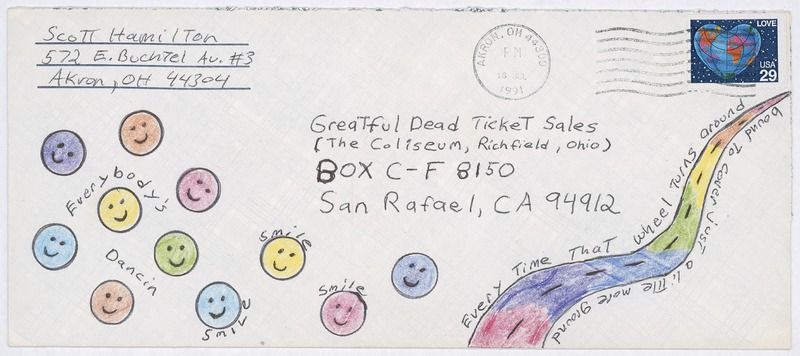 Scott Hamilton
572 E. Buchtel Av. #3
Akron, OH 44304
AKRON, OH 44309
PM
1991
LOVE
USA
29
Greatful Dead Ticket Sales
(The Coliseum, Richfield, Ohio)
BOX C-F 8150
San Rafael, CA 94912
Everybody's
Dancin
Smile
Smile
Smile
Every Time That Wheel Turns around
bound To cover Just a little more ground